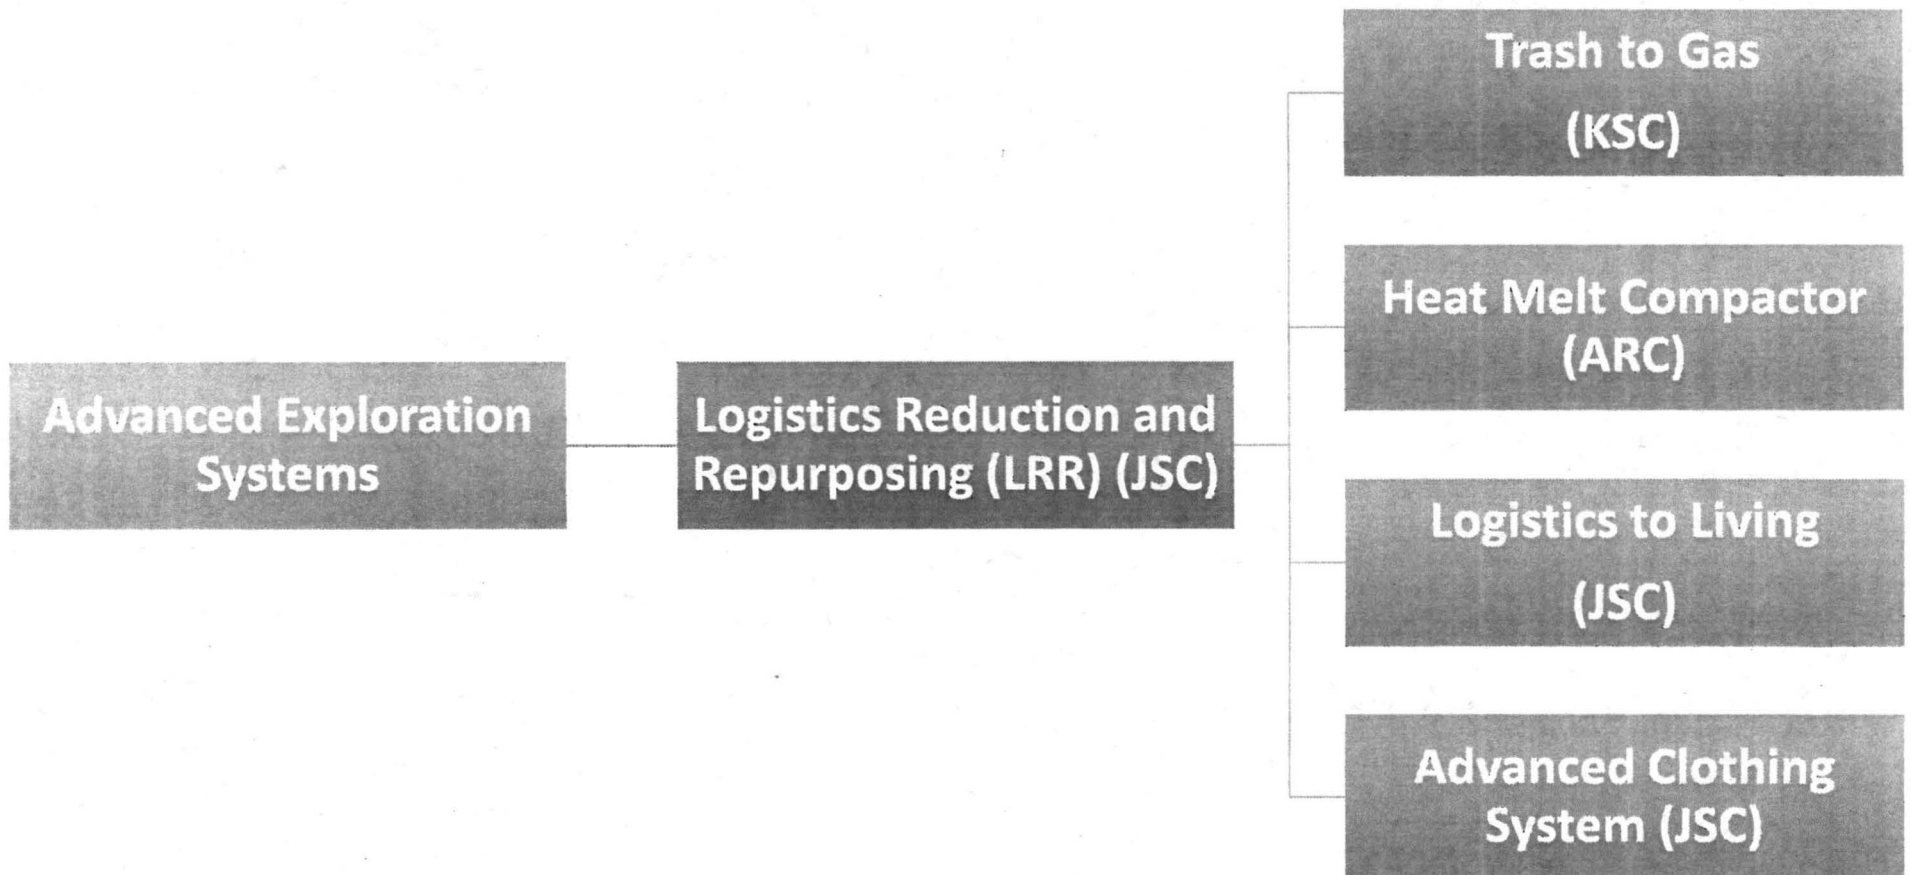 Advanced Exploration
Systems
Logistics Reduction and
Repurposing (LRR) (JSC)
Trash to Gas
(KSC)
Heat Melt Compactor
(ARC)
Logistics to Living
(JSC)
Advanced Clothing
System (JSC)